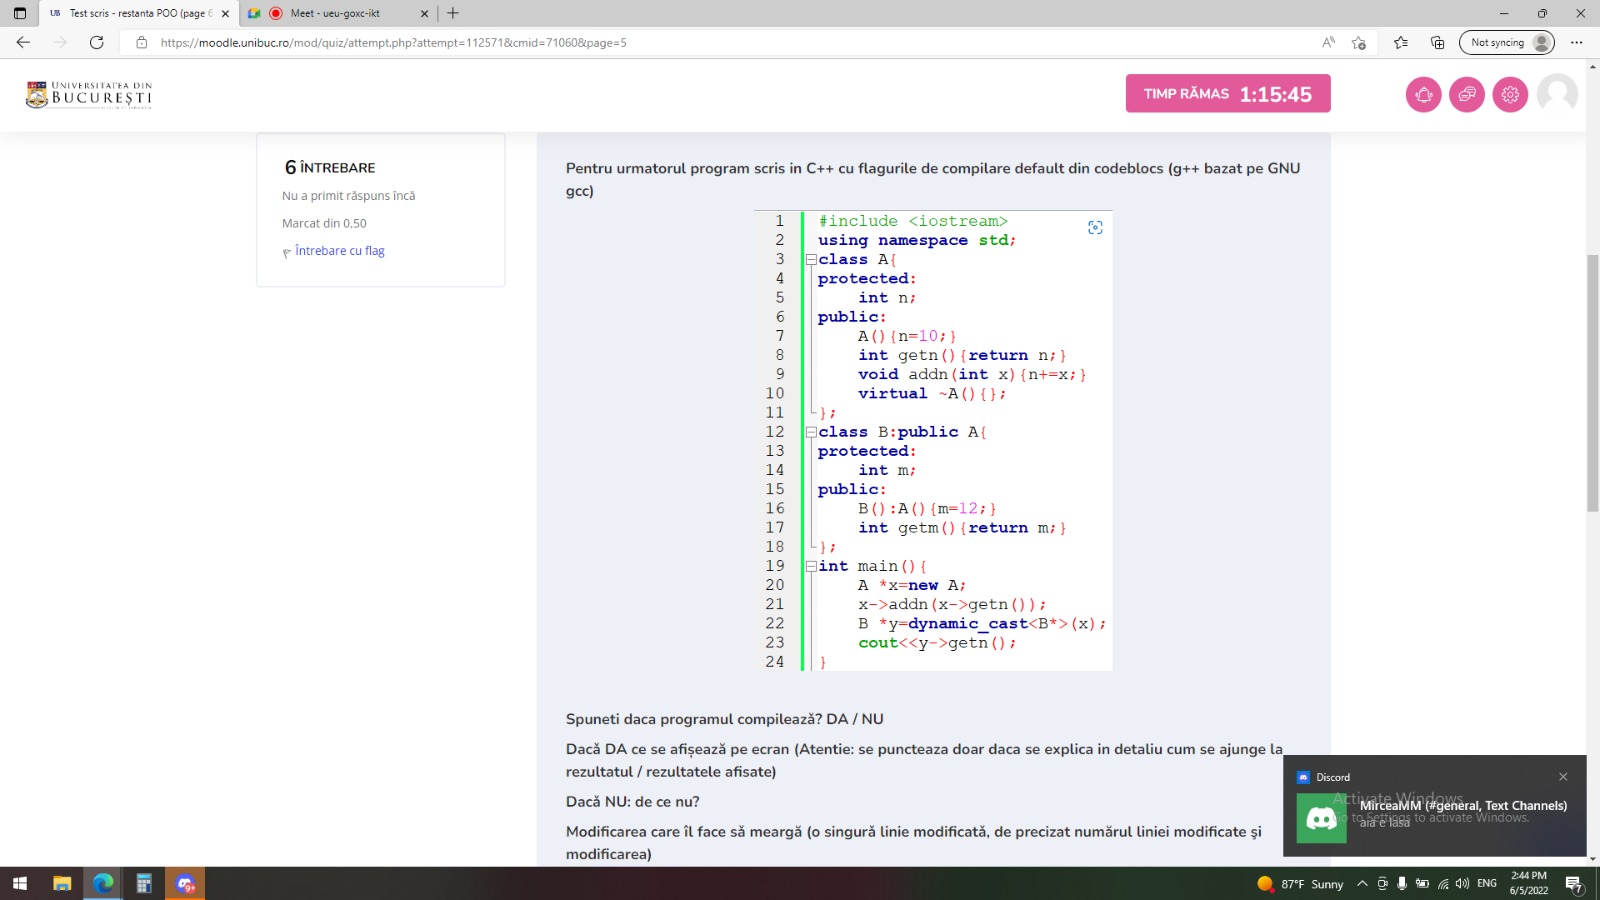 Test scris - restanta POO (page 6
Meet - ueu-goxc-ikt
https://moodle.unibuc.ro/mod/quiz/attempt.php?attempt=112571&cmid=71060&page=5
Not syncing
UNIVERSITATEA DIN
BUCUREȘTI
TIMP RĂMAS 1:15:45
6 ÎNTREBARE
Nu a primit răspuns încă
Marcat din 0,50
Întrebare cu flag
Pentru urmatorul program scris in C++ cu flagurile de compilare default din codeblocs (g++ bazat pe GNU
gcc)
1 #include <iostream>
2 using namespace std;
3 class A{
4 protected:
5     int n;
6 public:
7     A(){n=10;}
8     int getn(){return n;}
9     void addn(int x){n+=x;}
10     virtual ~A(){};
11 };
12 class B:public A{
13 protected:
14     int m;
15 public:
16     B():A(){m=12;}
17     int getm(){return m;}
18 };
19 int main(){
20     A *x=new A;
21     x->addn(x->getn());
22     B *y=dynamic_cast<B*>(x);
23     cout<<y->getn();
24 }
Spuneti daca programul compilează? DA / NU
Dacă DA ce se afișează pe ecran (Atentie: se puncteaza doar daca se explica in detaliu cum se ajunge la
rezultatul / rezultatele afisate)
Dacă NU: de ce nu?
Modificarea care îl face să meargă (o singură linie modificată, de precizat numărul liniei modificate şi
modificarea)
Discord
MirceaMM (#general, Text Channels)
aia e lasa
Activate Windows
Go to Settings to activate Windows.
9+
87°F Sunny
ENG
2:44 PM
6/5/2022
7